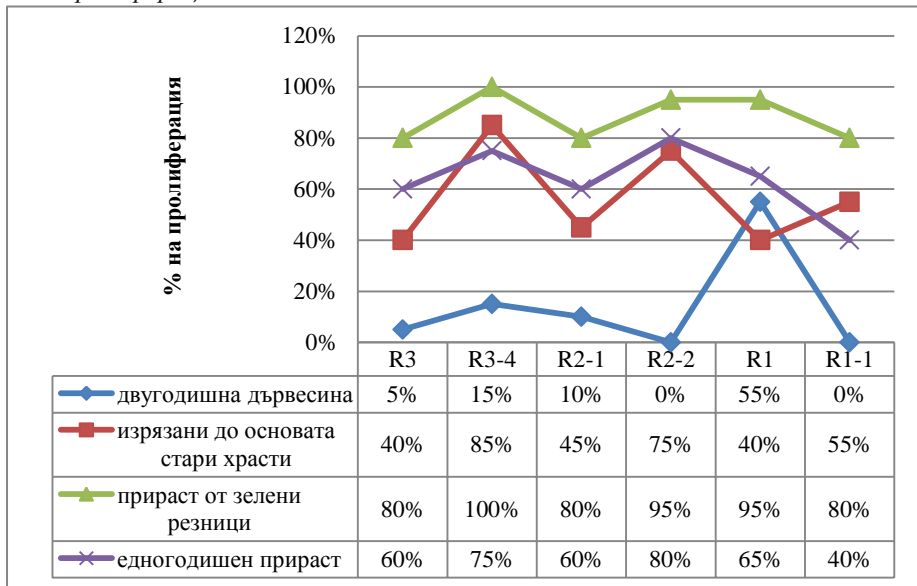 120%
100%
80%
60%
40%
20%
0%
% на пролиферация
R3 R3-4 R2-1 R2-2 R1 R1-1
двугодишна дървесина 5% 15% 10% 0% 55% 0%
изрязани до основата
стари храсти 40% 85% 45% 75% 40% 55%
прираст от зелени
резници 80% 100% 80% 95% 95% 80%
едногодишен прираст 60% 75% 60% 80% 65% 40%